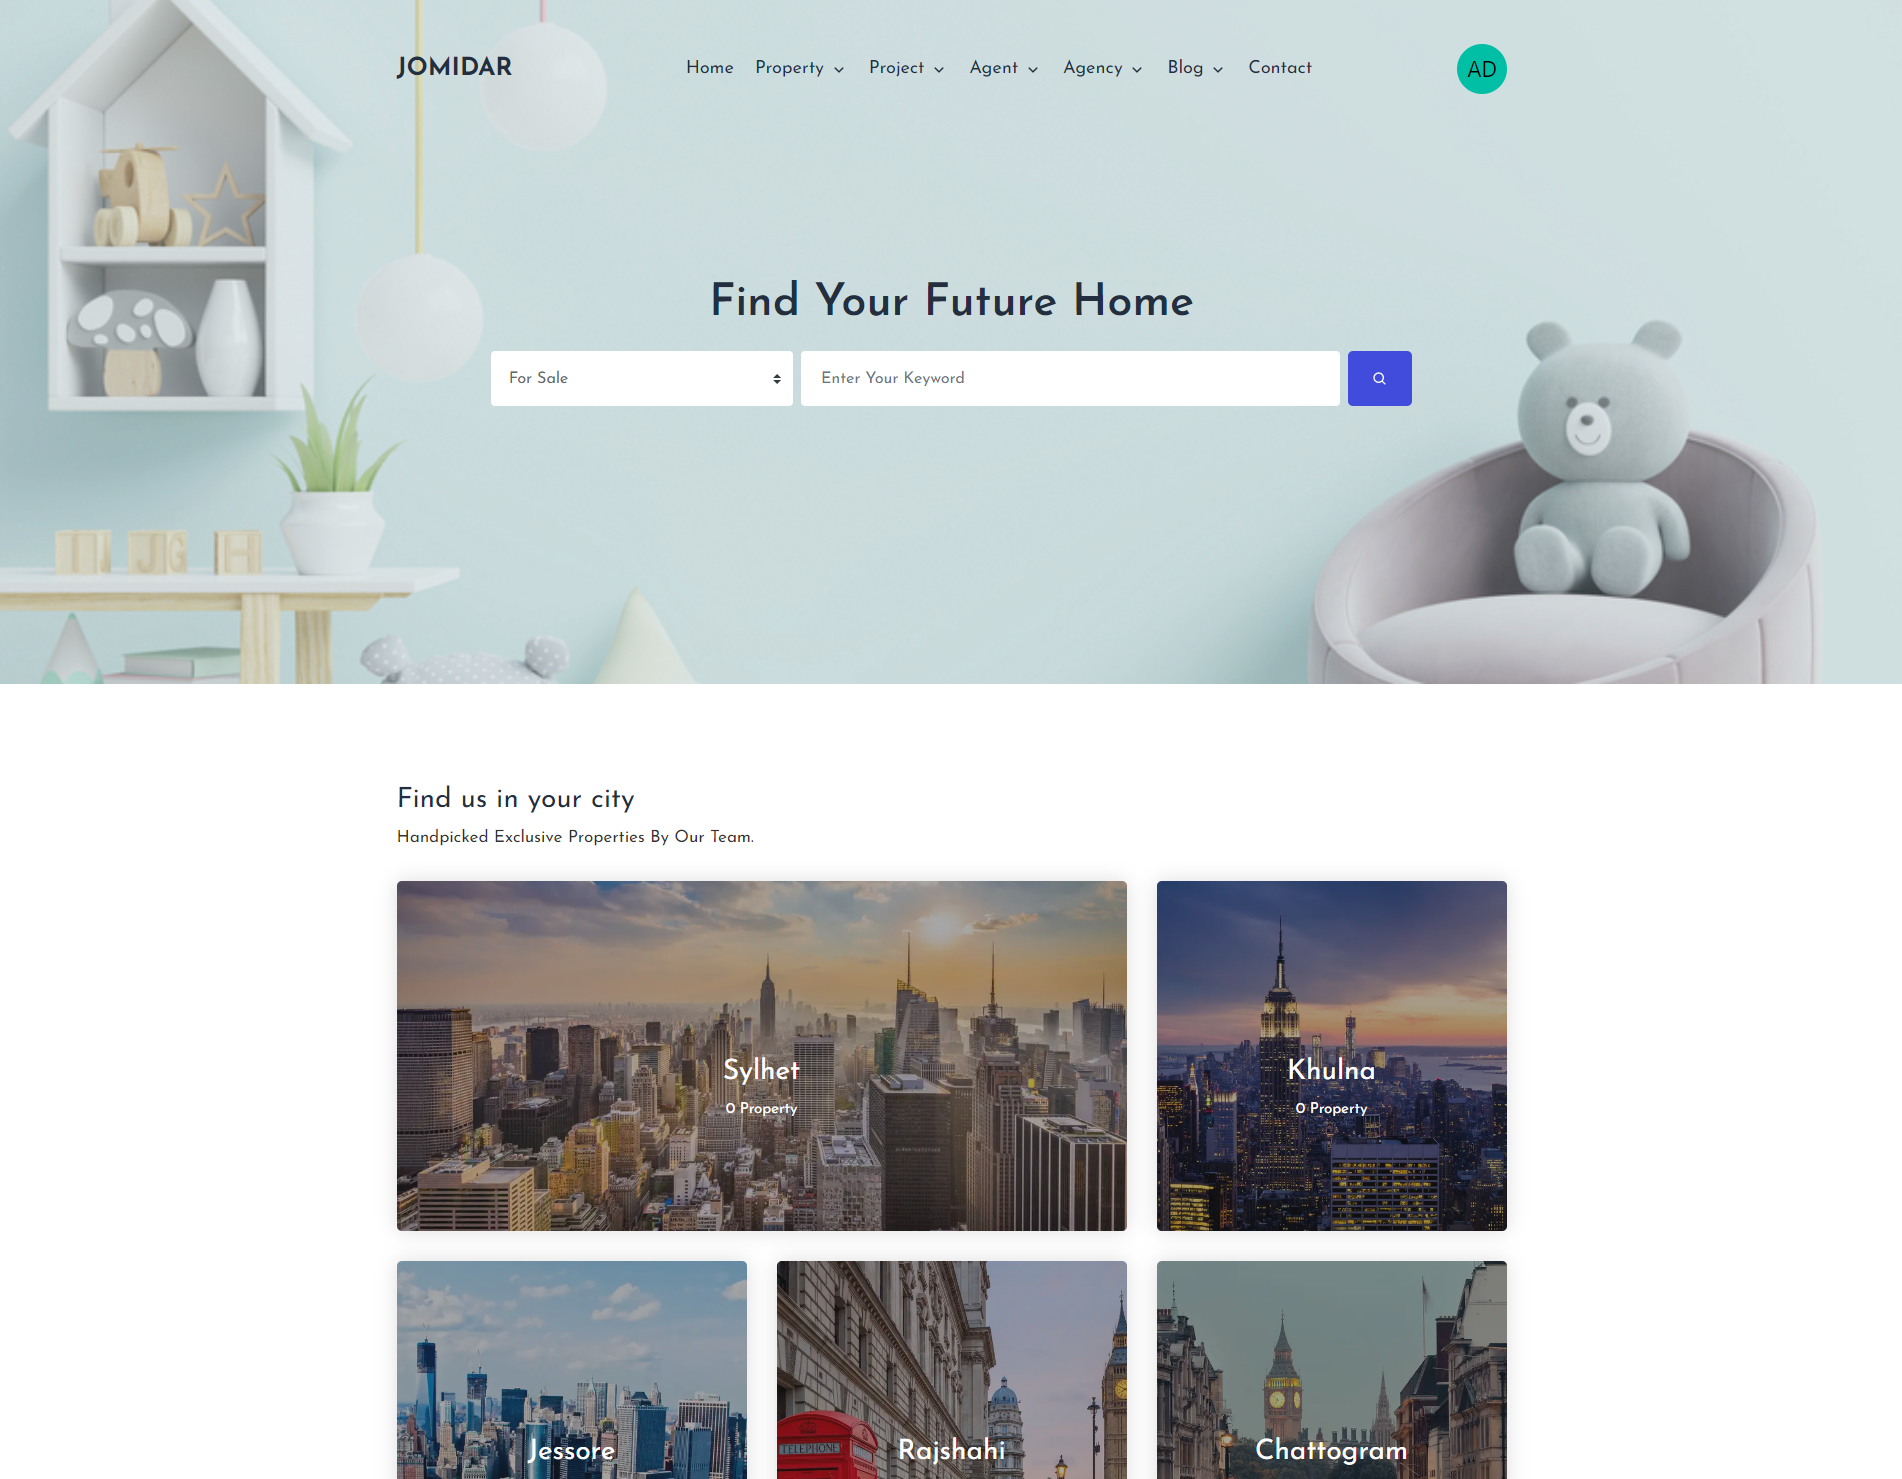 JOMIDAR
Home Property Project Agent Agency Blog Contact
AD
Find Your Future Home
For Sale
Enter Your Keyword
Find us in your city
Handpicked Exclusive Properties By Our Team.
Sylhet
0 Property
Khulna
0 Property
Jessore
Rajshahi
Chattogram
TELEPHONE